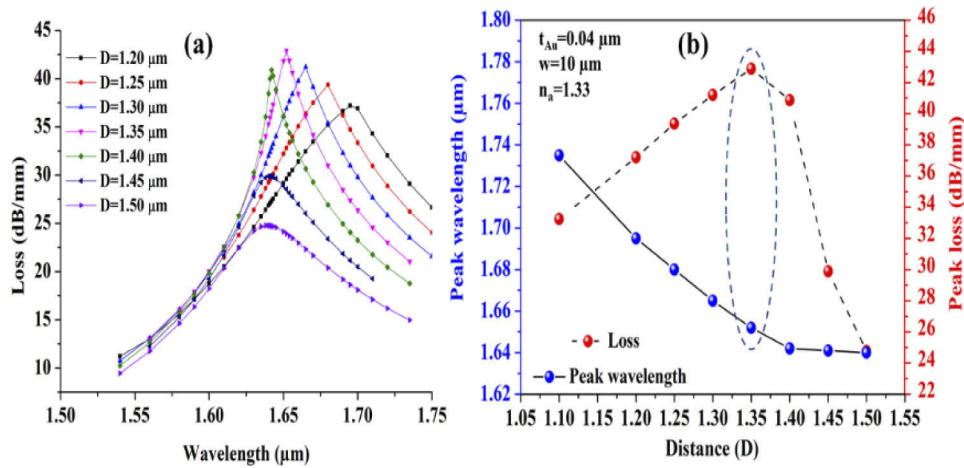 (a)
D=1.20 μm
D=1.25 μm
D=1.30 μm
D=1.35 μm
D=1.40 μm
D=1.45 μm
D=1.50 μm
Loss (dB/mm)
45
40
35
30
25
20
15
10
1.50 1.55 1.60 1.65 1.70 1.75
Wavelength (μm)
(b)
t_Au=0.04 μm
w=10 μm
n_a=1.33
Peak wavelength (μm)
1.80
1.78
1.76
1.74
1.72
1.70
1.68
1.66
1.64
1.62
Loss
Peak wavelength
1.05 1.10 1.15 1.20 1.25 1.30 1.35 1.40 1.45 1.50 1.55
Distance (D)
46
44
42
40
38
36
34
32
30
28
26
24
22
Peak loss (dB/mm)